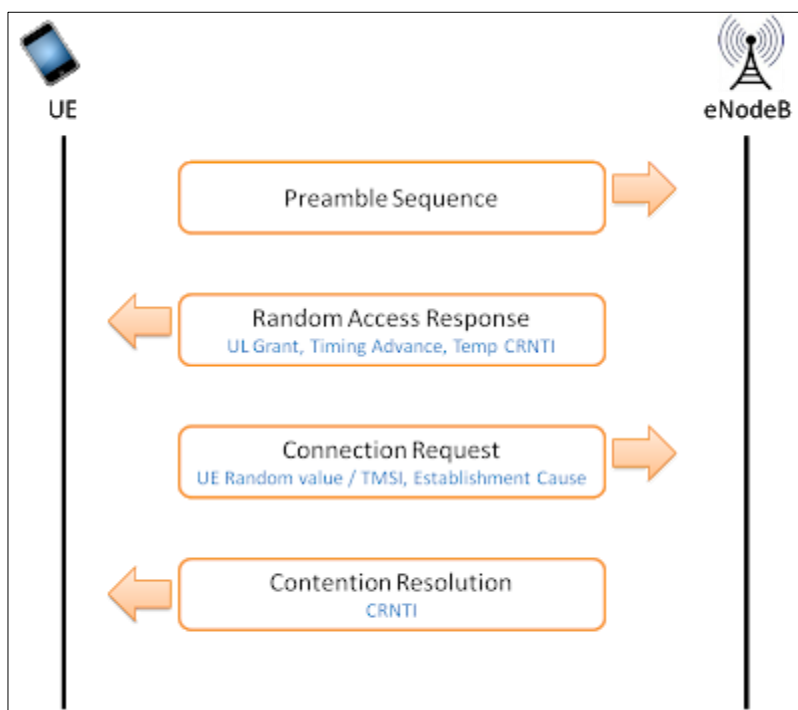 UE
eNodeB
Preamble Sequence
Random Access Response
UL Grant, Timing Advance, Temp CRNTI
Connection Request
UE Random value / TMSI, Establishment Cause
Contention Resolution
CRNTI